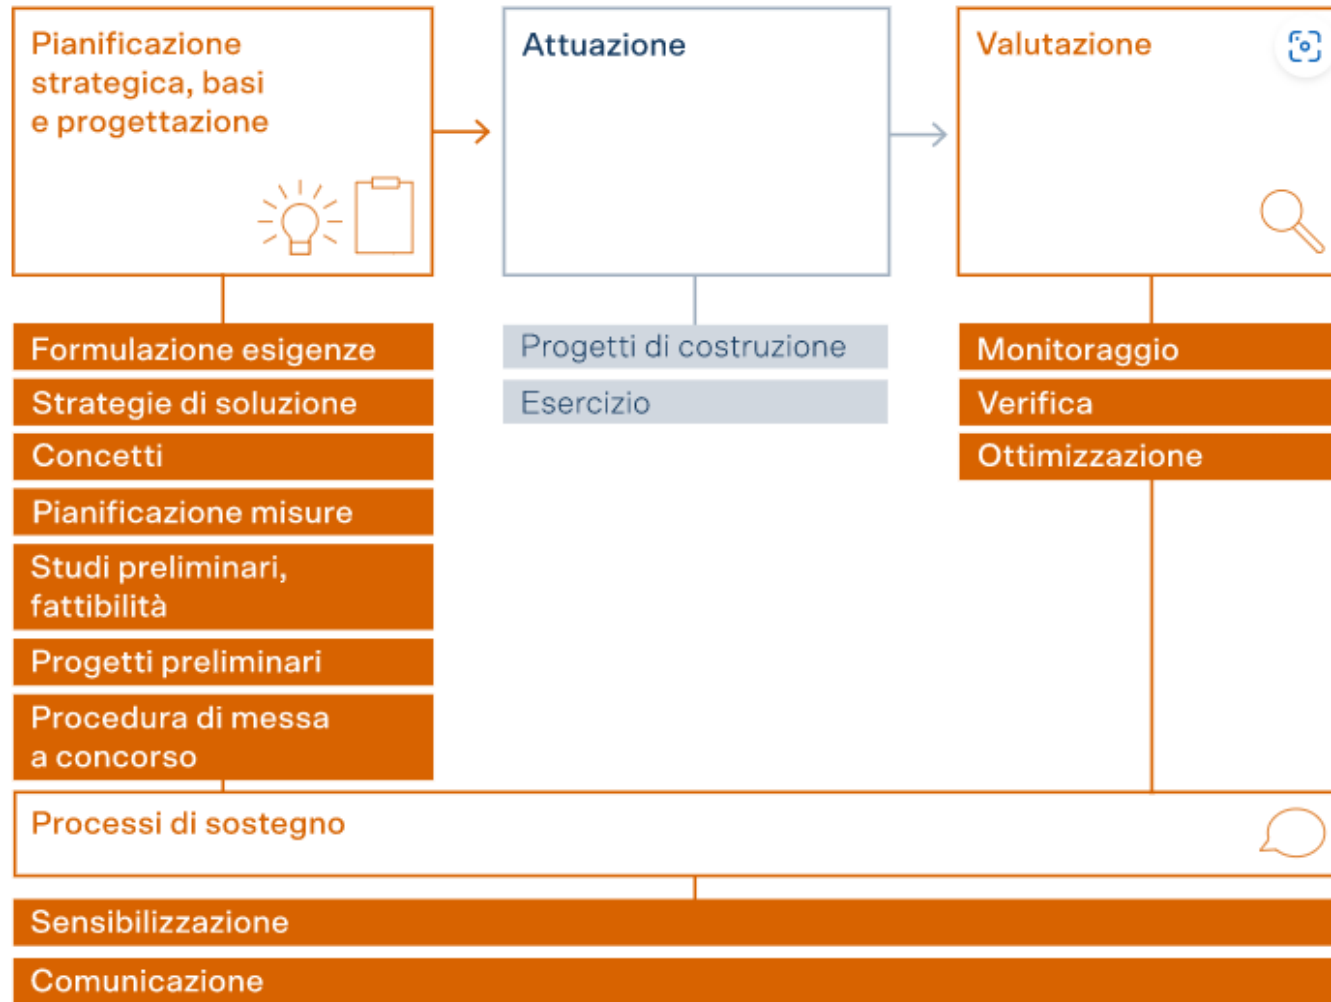 Pianificazione
strategica, basi
e progettazione
Attuazione
Valutazione
Formulazione esigenze
Strategie di soluzione
Concetti
Pianificazione misure
Studi preliminari,
fattibilità
Progetti preliminari
Procedura di messa
a concorso
Progetti di costruzione
Esercizio
Monitoraggio
Verifica
Ottimizzazione
Processi di sostegno
Sensibilizzazione
Comunicazione